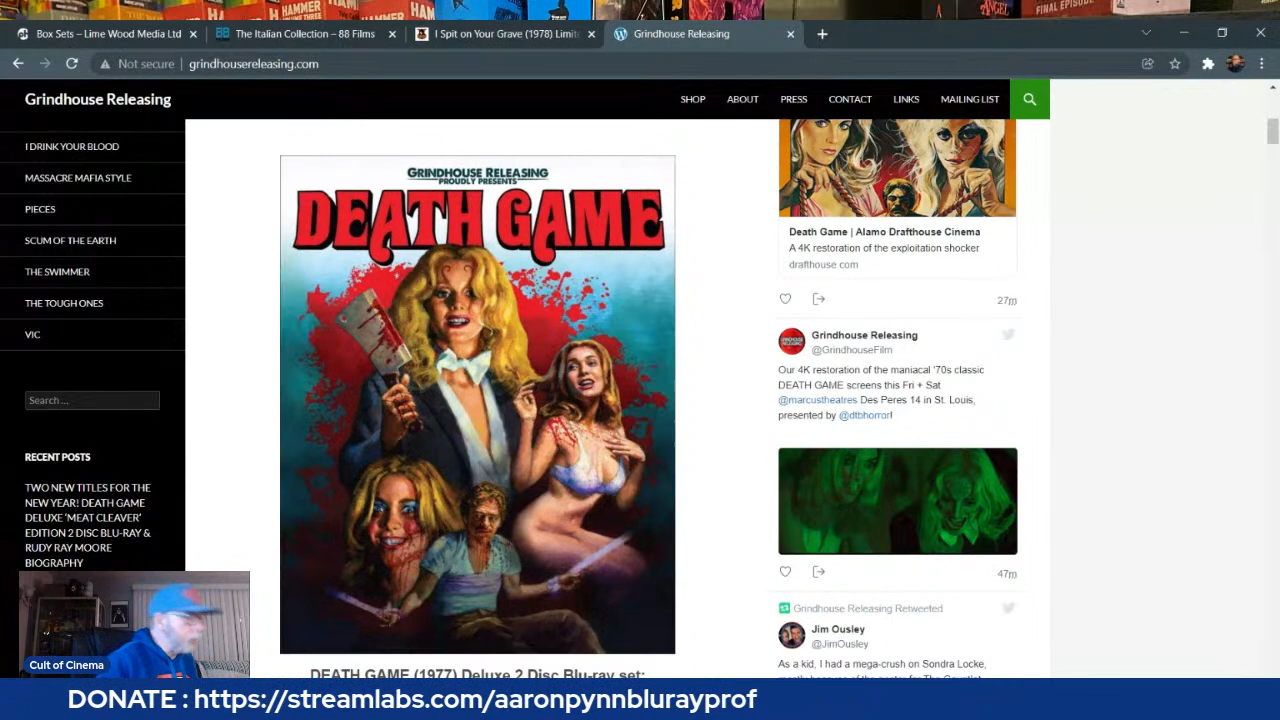 HAMMER
HAMMER
ANGEL
FINAL EPISODE
Box Sets – Lime Wood Media Ltd
The Italian Collection – 88 Films
I Spit on Your Grave (1978) Limite
Grindhouse Releasing
Not secure
grindhousereleasing.com
Grindhouse Releasing
SHOP
ABOUT
PRESS
CONTACT
LINKS
MAILING LIST
I DRINK YOUR BLOOD
MASSACRE MAFIA STYLE
PIECES
SCUM OF THE EARTH
THE SWIMMER
THE TOUGH ONES
VIC
Search …
RECENT POSTS
TWO NEW TITLES FOR THE
NEW YEAR! DEATH GAME
DELUXE 'MEAT CLEAVER'
EDITION 2 DISC BLU-RAY &
RUDY RAY MOORE
BIOGRAPHY
GRINDHOUSE RELEASING
PROUDLY PRESENTS
DEATH GAME
DEATH GAME (1977) Deluxe 2 Disc Blu-ray set:
Death Game | Alamo Drafthouse Cinema
A 4K restoration of the exploitation shocker
drafthouse.com
27m
Grindhouse Releasing
@GrindhouseFilm
Our 4K restoration of the maniacal '70s classic
DEATH GAME screens this Fri + Sat
@marcustheatres Des Peres 14 in St. Louis,
presented by @dtbhorror!
47m
Grindhouse Releasing Retweeted
Jim Ousley
@JimOusley
As a kid, I had a mega-crush on Sondra Locke,
Cult of Cinema
DONATE : https://streamlabs.com/aaronpynnblurayprof